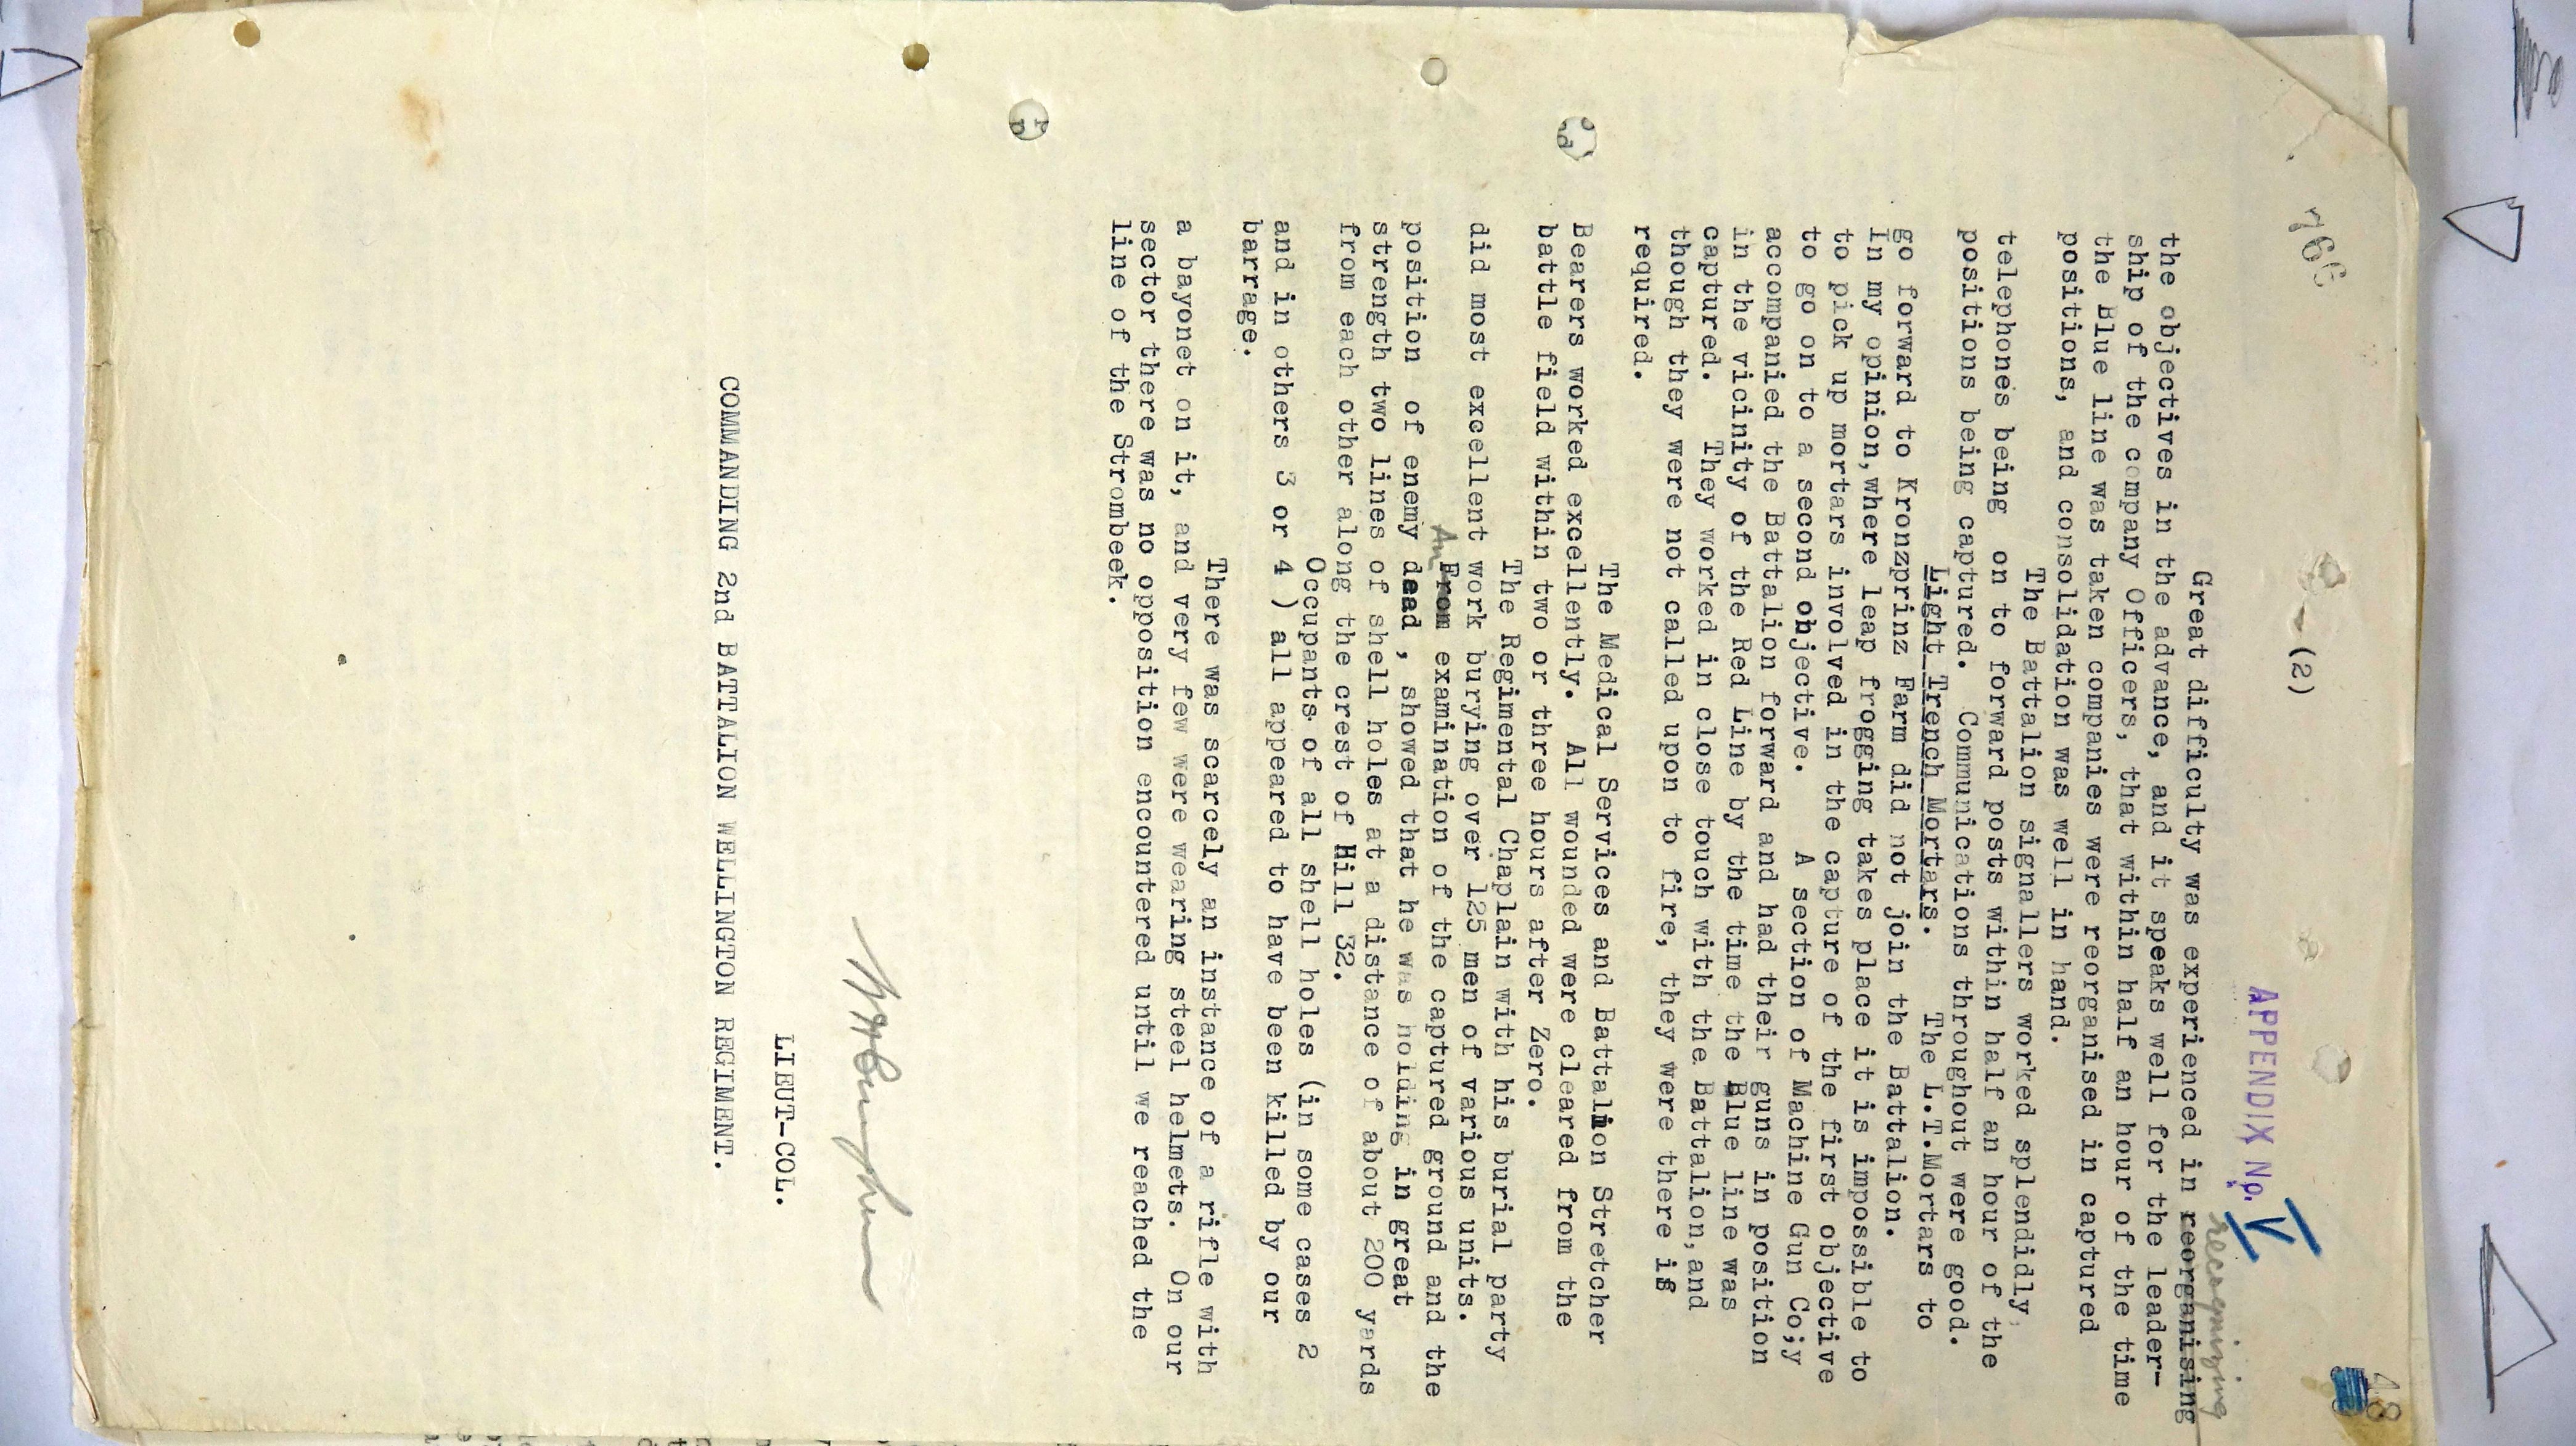 766
-(2)
48
APPENDIX No. V
recognising
Great difficulty was experienced in reorganising
the objectives in the advance, and it speaks well for the leader-
ship of the company Officers, that within half an hour of the time
the Blue line was taken companies were reorganised in captured
positions, and consolidation was well in hand.
The Battalion signallers worked splendidly,
telephones being on to forward posts within half an hour of the
positions being captured. Communications throughout were good.
Light Trench Mortars. The L.T.Mortars to
go forward to Kronzprinz Farm did not join the Battalion.
In my opinion,where leap frogging takes place it is impossible to
to pick up mortars involved in the capture of the first objective
to go on to a second objective. A section of Machine Gun Co;y
accompanied the Battalion forward and had their guns in position
in the vicinity of the Red Line by the time the Blue line was
captured. They worked in close touch with the Battalion,and
though they were not called upon to fire, they were there if
required.
The Medical Services and Battalion Stretcher
Bearers worked excellently. All wounded were cleared from the
battle field within two or three hours after Zero.
The Regimental Chaplain with his burial party
did most excellent work burying over 125 men of various units.
An
From examination of the captured ground and the
position of enemy dead , showed that he was holding in great
strength two lines of shell holes at a distance of about 200 yards
from each other along the crest of Hill 32.
Occupants of all shell holes (in some cases 2
and in others 3 or 4 ) all appeared to have been killed by our
barrage.
There was scarcely an instance of a rifle with
a bayonet on it, and very few were wearing steel helmets. On our
sector there was no opposition encountered until we reached the
line of the Strombeek.
LIEUT-COL.
COMMANDING 2nd BATTALION WELLINGTON REGIMENT.